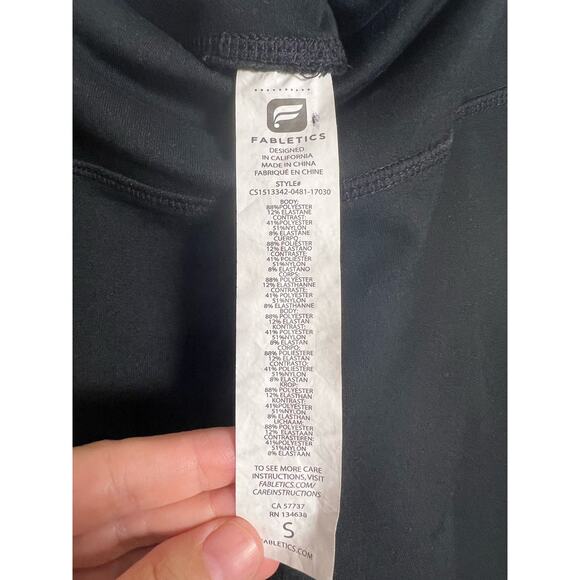 FABLETICS
DESIGNED
IN CALIFORNIA
MADE IN CHINA
FABRIQUÉ EN CHINE
STYLE#
CS1513342-0481-17030
BODY:
88%POLYESTER
12% ELASTANE
CONTRAST:
41%POLYESTER
51%NYLON
8% ELASTANE
CUERPO:
88% POLIESTER
12% ELASTANO
CONTRASTE:
41% POLIESTER
51%NYLON
8% ELASTANO
CORPS:
88%POLYESTER
12% ELASTHANNE
CONTRASTE:
41% POLYESTER
51%NYLON
8% ELASTHANNE
BODY:
88% POLYESTER
12% ELASTAN
KONTRAST:
41% POLYESTER
51%NYLON
8% ELASTAN
CORPO:
88% POLIESTERE
12% ELASTAN
CONTRASTO:
41% POLIESTERE
51%NYLON
8% ELASTAN
KROP:
88% POLYESTER
12% ELASTHAN
KONTRAST:
41%POLYESTER
51%NYLON
8% ELASTHAN
LICHAAM:
88% POLYESTER
12% ELASTAAN
CONTRASTEREN:
41%POLYESTER
51%NYLON
8% ELASTAAN
TO SEE MORE CARE
INSTRUCTIONS, VISIT
FABLETICS.COM/
CAREINSTRUCTIONS
CA 57737
RN 134638
S
FABLETICS.COM